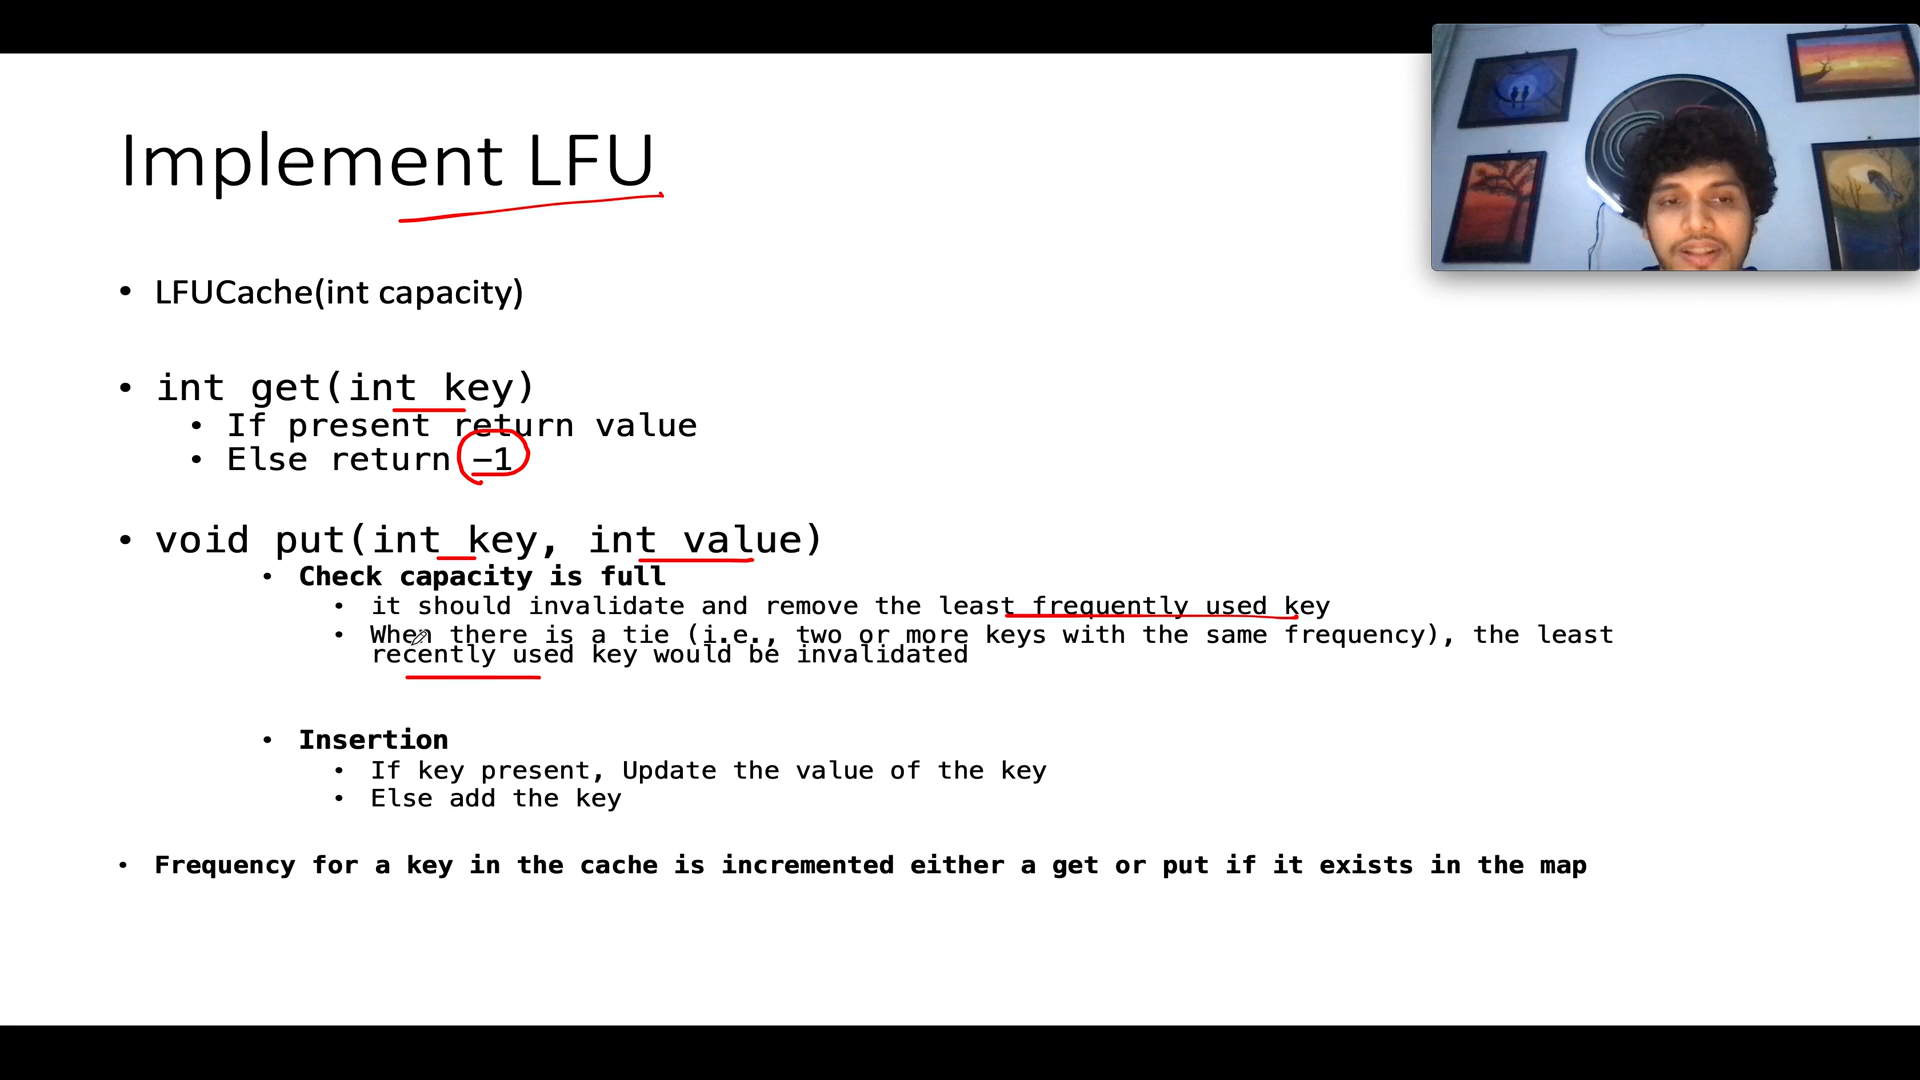 Implement LFU
• LFUCache(int capacity)
• int get(int key)
• If present return value
• Else return -1
• void put(int key, int value)
• Check capacity is full
• it should invalidate and remove the least frequently used key
• When there is a tie (i.e., two or more keys with the same frequency), the least
recently used key would be invalidated
• Insertion
• If key present, Update the value of the key
• Else add the key
• Frequency for a key in the cache is incremented either a get or put if it exists in the map